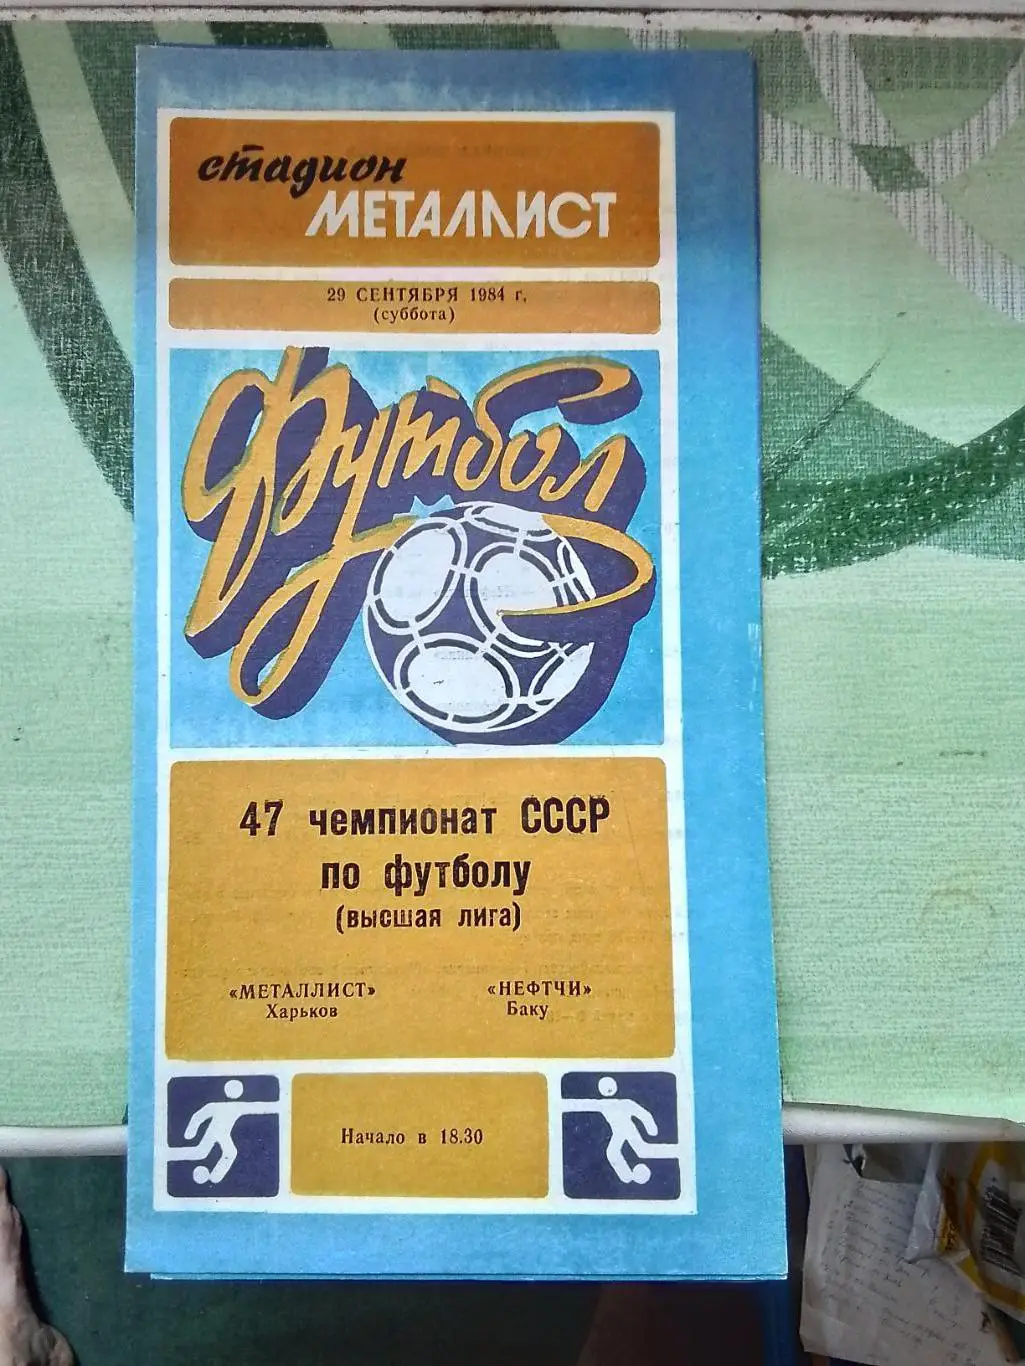 стадион
МЕТАЛЛИСТ
29 СЕНТЯБРЯ 1984 г.
(суббота)
Футбол
47 чемпионат СССР
по футболу
(высшая лига)
«МЕТАЛЛИСТ» «НЕФТЧИ»
Харьков Баку
Начало в 18.30